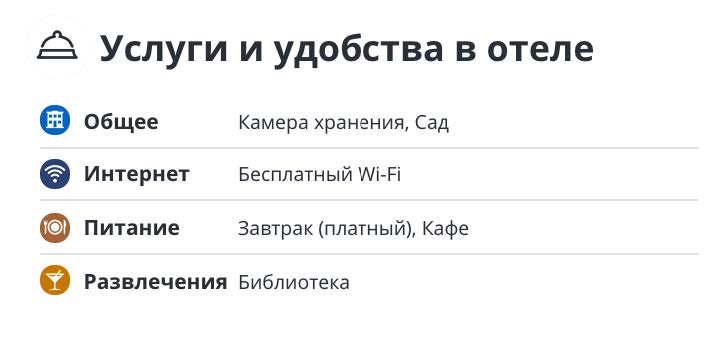 Услуги и удобства в отеле
Общее Камера хранения, Сад
Интернет Бесплатный Wi-Fi
Питание Завтрак (платный), Кафе
Развлечения Библиотека